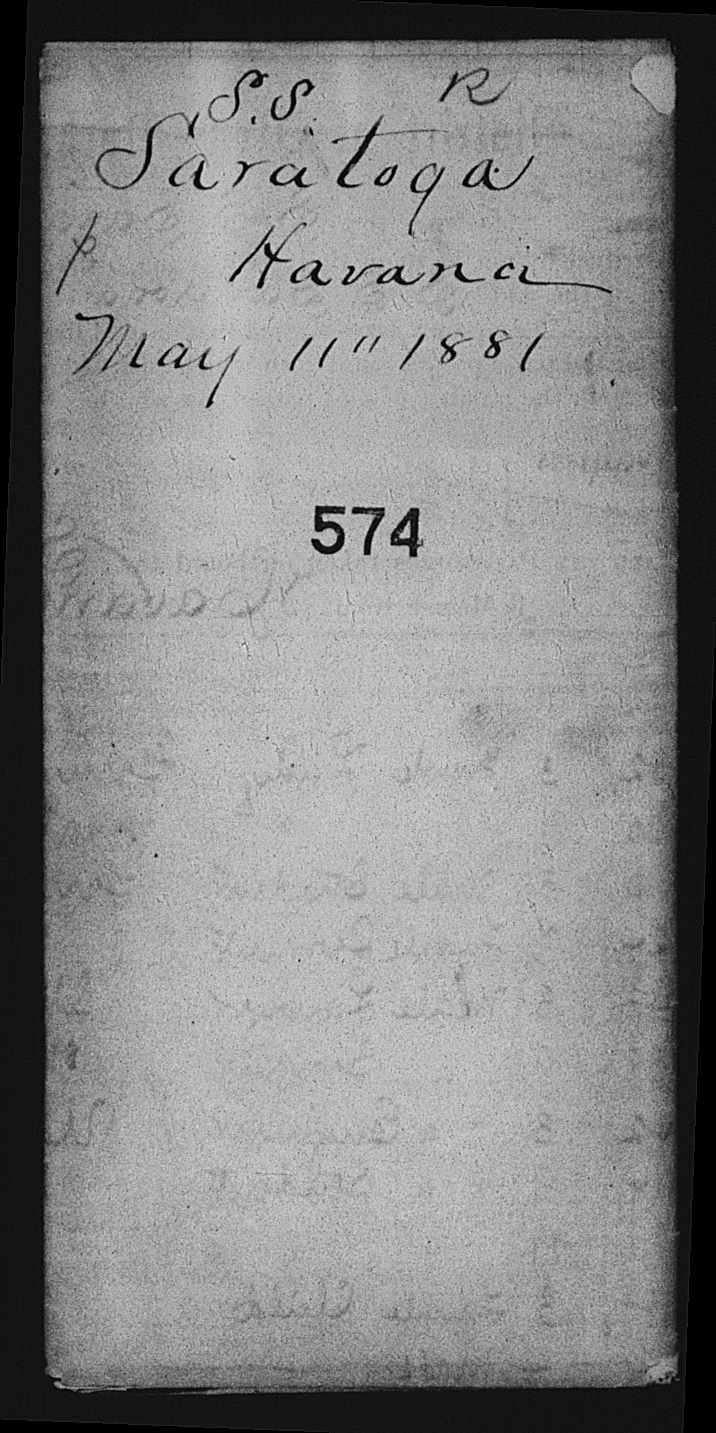 S.S. R
Saratoga
p Havana
May 11" 1881
574